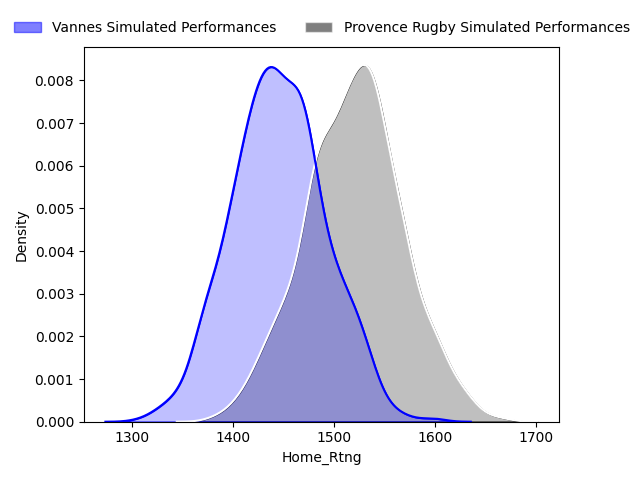 Vannes Simulated Performances
Provence Rugby Simulated Performances
0.008
0.007
0.006
0.005
0.004
0.003
0.002
0.001
0.000
Density
1300 1400 1500 1600 1700
Home_Rtng